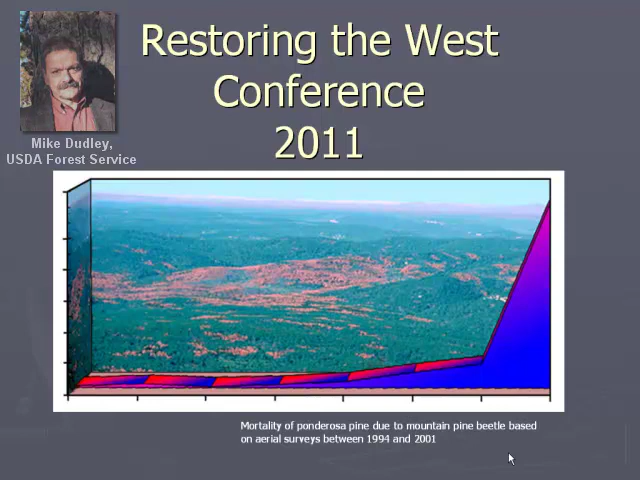 Restoring the West
Conference
2011
Mike Dudley,
USDA Forest Service
Mortality of ponderosa pine due to mountain pine beetle based
on aerial surveys between 1994 and 2001